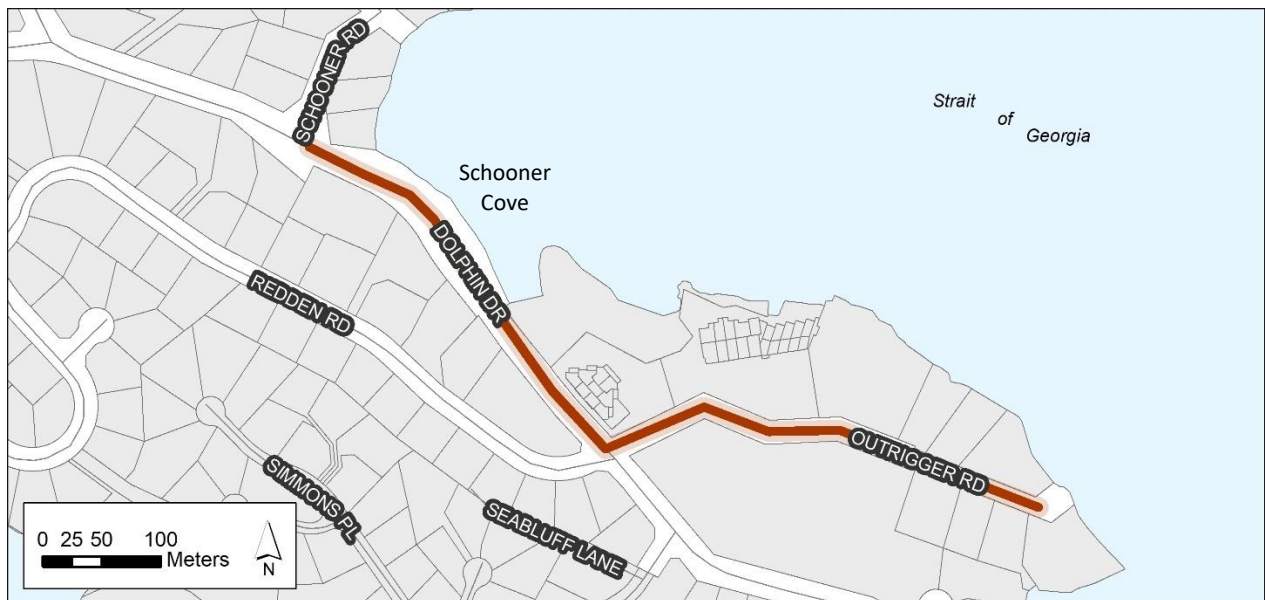 SCHOONER RD
Strait
of
Georgia
Schooner
Cove
DOLPHIN DR
REDDEN RD
OUTRIGGER RD
SIMMONS PL
SEABLUFF LANE
0 25 50 100
Meters
N